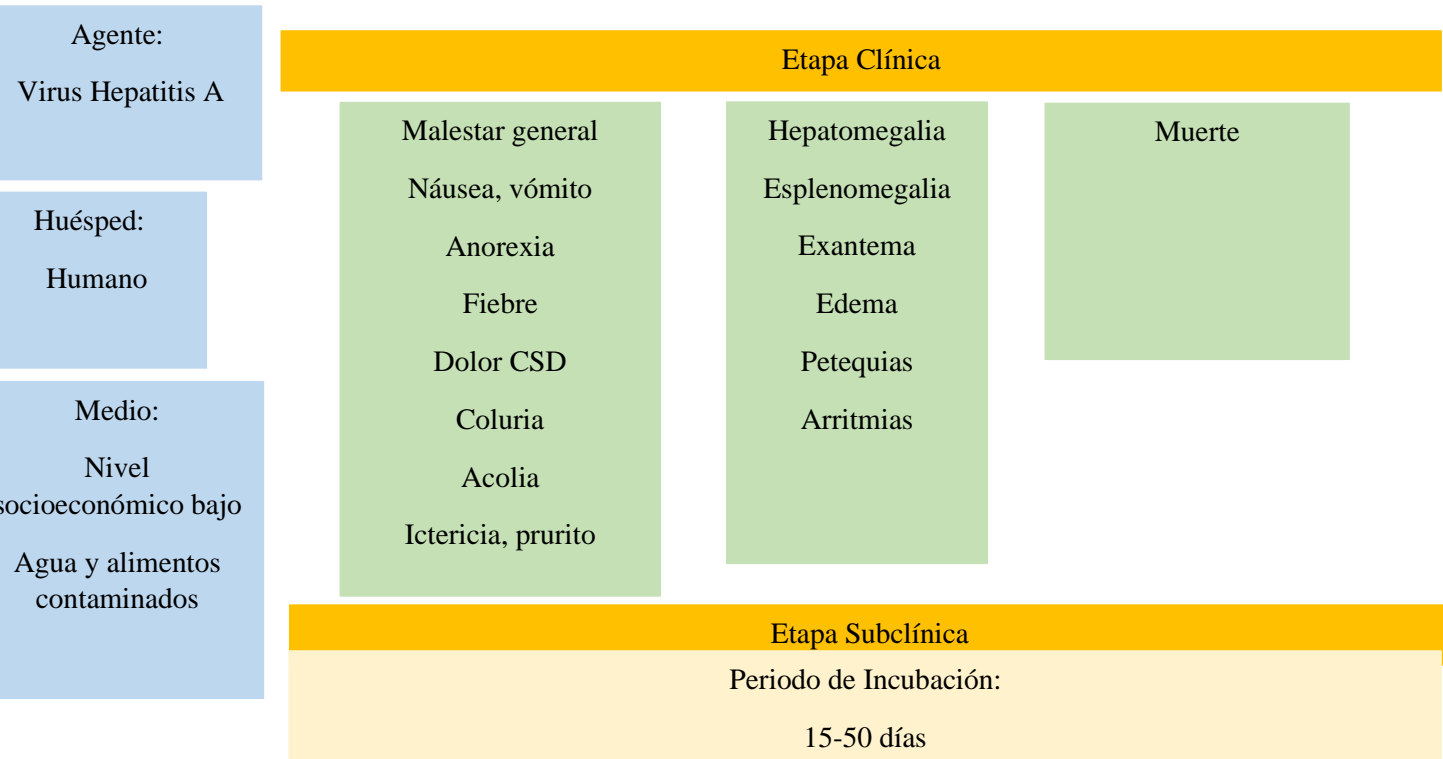 Agente:
Virus Hepatitis A
Huésped:
Humano
Medio:
Nivel
socioeconómico bajo
Agua y alimentos
contaminados
Etapa Clínica
Malestar general
Náusea, vómito
Anorexia
Fiebre
Dolor CSD
Coluria
Acolia
Ictericia, prurito
Hepatomegalia
Esplenomegalia
Exantema
Edema
Petequias
Arritmias
Muerte
Etapa Subclínica
Periodo de Incubación:
15-50 días